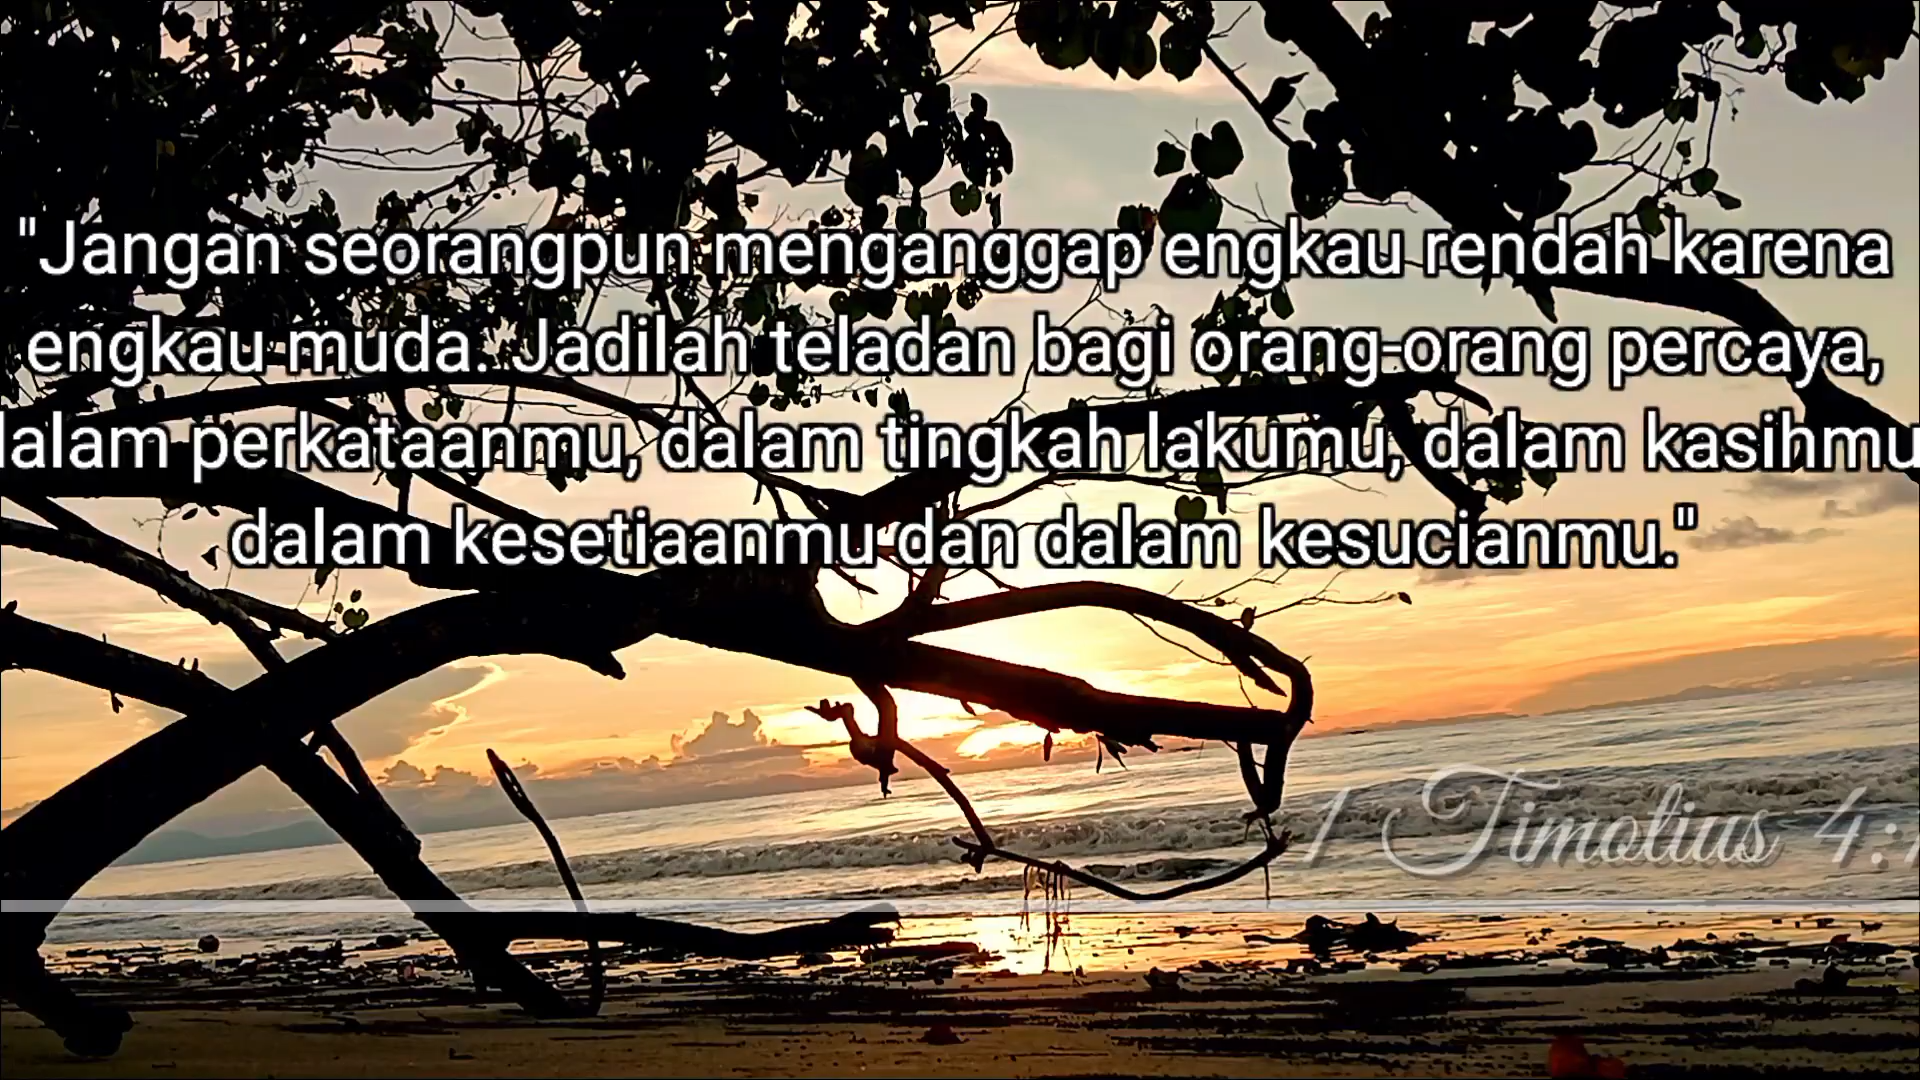 "Jangan seorangpun menganggap engkau rendah karena
engkau muda. Jadilah teladan bagi orang-orang percaya,
dalam perkataanmu, dalam tingkah lakumu, dalam kasihmu
dalam kesetiaanmu dan dalam kesucianmu."
1 Timotius 4: